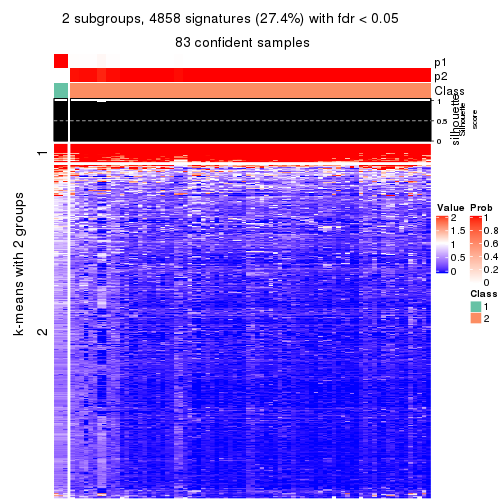 2 subgroups, 4858 signatures (27.4%) with fdr < 0.05
83 confident samples
p1
p2
Class
1
0.5
0
silhouette
Silhouette
score
k-means with 2 groups
1
2
Value
2
1.5
1
0.5
0
Prob
1
0.8
0.6
0.4
0.2
0
Class
1
2